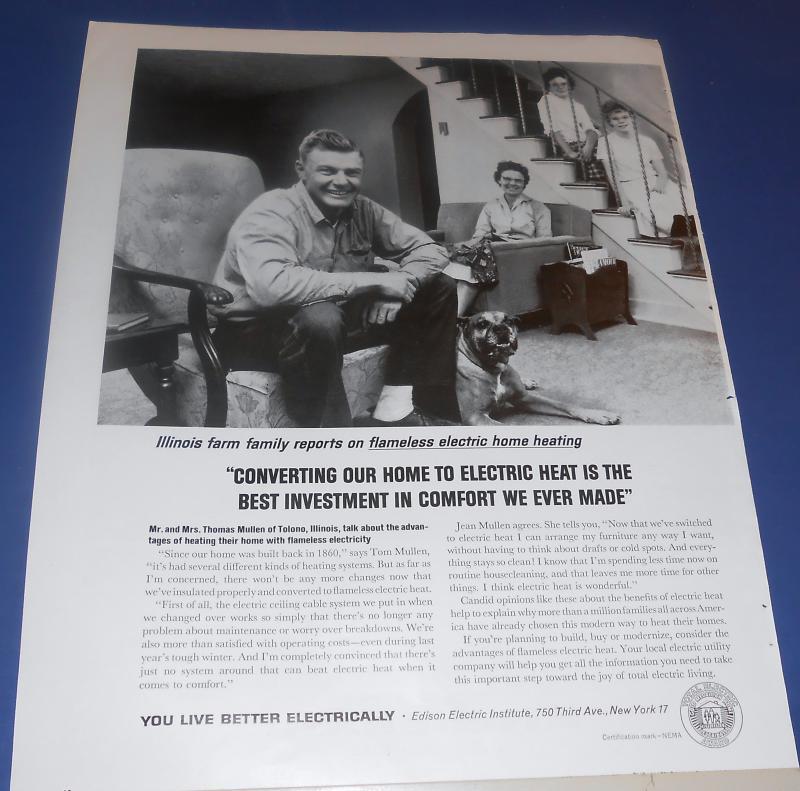 Illinois farm family reports on flameless electric home heating
“CONVERTING OUR HOME TO ELECTRIC HEAT IS THE
BEST INVESTMENT IN COMFORT WE EVER MADE”
Mr. and Mrs. Thomas Mullen of Tolono, Illinois, talk about the advan-
tages of heating their home with flameless electricity
“Since our home was built back in 1860,” says Tom Mullen,
“it’s had several different kinds of heating systems. But as far as
I’m concerned, there won’t be any more changes now that
we’ve insulated properly and converted to flameless electric heat.
“First of all, the electric ceiling cable system we put in when
we changed over works so simply that there’s no longer any
problem about maintenance or worry over breakdowns. We’re
also more than satisfied with operating costs—even during last
year’s tough winter. And I’m completely convinced that there’s
just no system around that can beat electric heat when it
comes to comfort.”
Jean Mullen agrees. She tells you, “Now that we’ve switched
to electric heat I can arrange my furniture any way I want,
without having to think about drafts or cold spots. And every-
thing stays so clean! I know that I’m spending less time now on
routine housecleaning, and that leaves me more time for other
things. I think electric heat is wonderful.”
Candid opinions like these about the benefits of electric heat
help to explain why more than a million families all across Amer-
ica have already chosen this modern way to heat their homes.
If you’re planning to build, buy or modernize, consider the
advantages of flameless electric heat. Your local electric utility
company will help you get all the information you need to take
this important step toward the joy of total electric living.
YOU LIVE BETTER ELECTRICALLY • Edison Electric Institute, 750 Third Ave., New York 17
Certification mark—NEMA